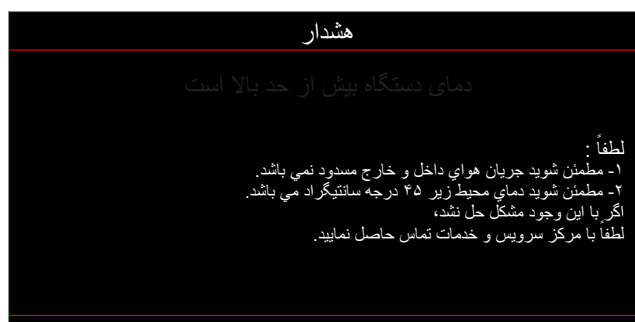 هشدار
دمای دستگاه بیش از حد بالا است
لطفاً :
۱- مطمئن شويد جريان هواي داخل و خارج مسدود نمي باشد.
۲- مطمئن شويد دماي محيط زير ۴۵ درجه سانتيگراد مي باشد.
اگر با اين وجود مشكل حل نشد،
لطفاً با مركز سرويس و خدمات تماس حاصل نماييد.